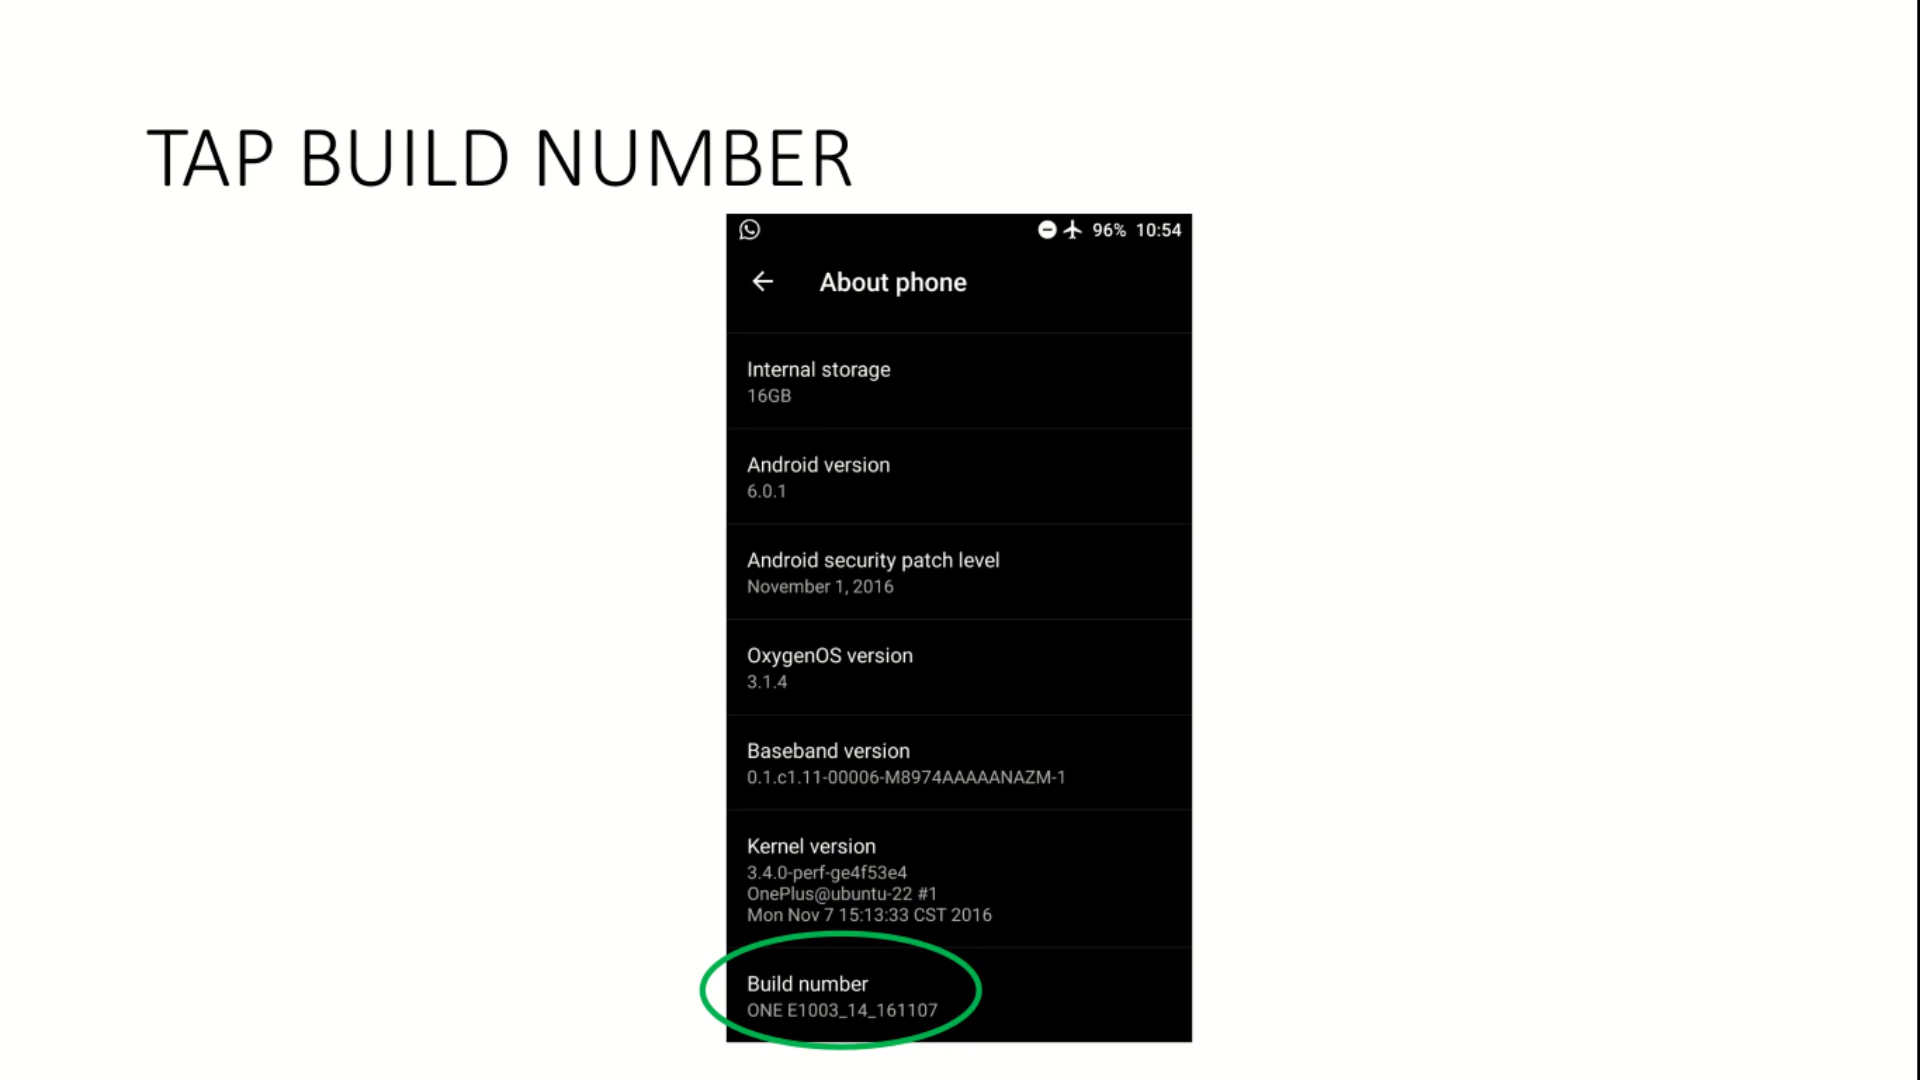 TAP BUILD NUMBER
96% 10:54
About phone
Internal storage
16GB
Android version
6.0.1
Android security patch level
November 1, 2016
OxygenOS version
3.1.4
Baseband version
0.1.c1.11-00006-M8974AAAAANAZM-1
Kernel version
3.4.0-perf-ge4f53e4
OnePlus@ubuntu-22 #1
Mon Nov 7 15:13:33 CST 2016
Build number
ONE E1003_14_161107